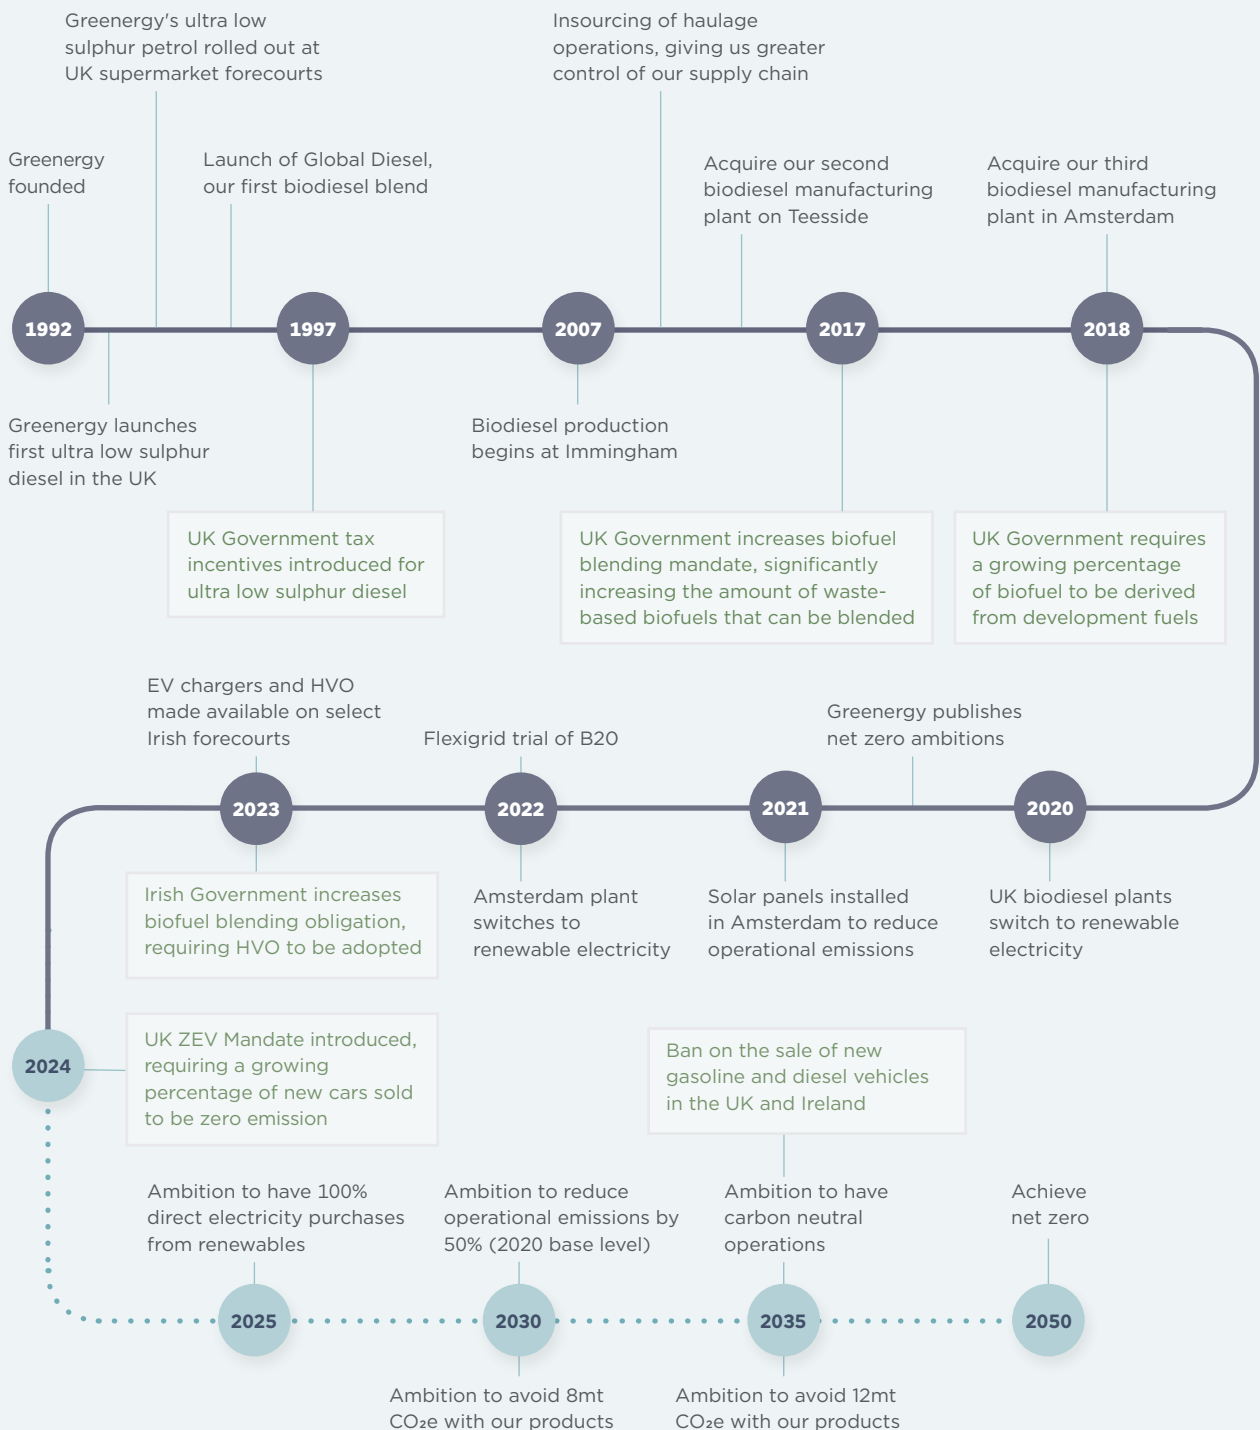 Greenergy's ultra low
sulphur petrol rolled out at
UK supermarket forecourts
Insourcing of haulage
operations, giving us greater
control of our supply chain
Greenergy
founded
Launch of Global Diesel,
our first biodiesel blend
Acquire our second
biodiesel manufacturing
plant on Teesside
Acquire our third
biodiesel manufacturing
plant in Amsterdam
1992
1997
2007
2017
2018
Greenergy launches
first ultra low sulphur
diesel in the UK
Biodiesel production
begins at Immingham
UK Government tax
incentives introduced for
ultra low sulphur diesel
UK Government increases biofuel
blending mandate, significantly
increasing the amount of waste-
based biofuels that can be blended
UK Government requires
a growing percentage
of biofuel to be derived
from development fuels
EV chargers and HVO
made available on select
Irish forecourts
Flexigrid trial of B20
Greenergy publishes
net zero ambitions
2023
2022
2021
2020
Irish Government increases
biofuel blending obligation,
requiring HVO to be adopted
Amsterdam plant
switches to
renewable electricity
Solar panels installed
in Amsterdam to reduce
operational emissions
UK biodiesel plants
switch to renewable
electricity
2024
UK ZEV Mandate introduced,
requiring a growing
percentage of new cars sold
to be zero emission
Ban on the sale of new
gasoline and diesel vehicles
in the UK and Ireland
Ambition to have 100%
direct electricity purchases
from renewables
Ambition to reduce
operational emissions by
50% (2020 base level)
Ambition to have
carbon neutral
operations
Achieve
net zero
2025
2030
2035
2050
Ambition to avoid 8mt
CO₂e with our products
Ambition to avoid 12mt
CO₂e with our products